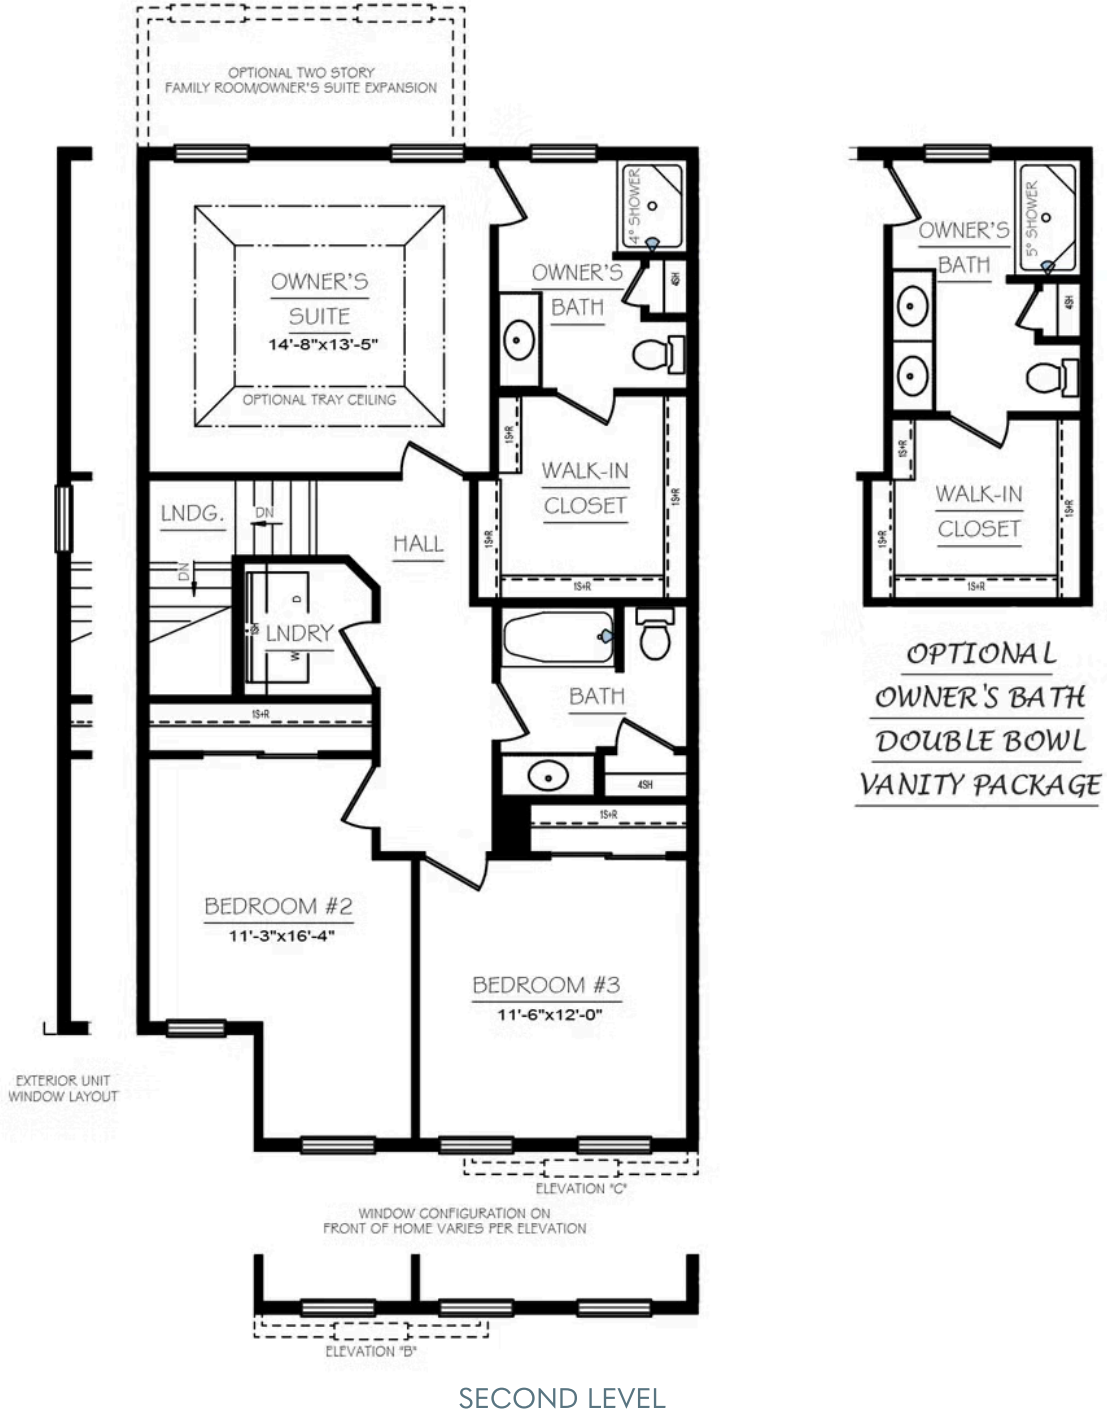 OPTIONAL TWO STORY
FAMILY ROOM/OWNER'S SUITE EXPANSION
4° SHOWER
OWNER'S
BATH
4SH
OWNER'S
SUITE
14'-8"x13'-5"
OPTIONAL TRAY CEILING
1S+R
WALK-IN
CLOSET
1S+R
1S+R
1S+R
LNDG.
DN
DN
HALL
D
1SH
LNDRY
W
1S+R
BATH
4SH
1S+R
BEDROOM #2
11'-3"x16'-4"
BEDROOM #3
11'-6"x12'-0"
5° SHOWER
OWNER'S
BATH
4SH
1S+R
WALK-IN
CLOSET
1S+R
1S+R
1S+R
OPTIONAL
OWNER'S BATH
DOUBLE BOWL
VANITY PACKAGE
EXTERIOR UNIT
WINDOW LAYOUT
ELEVATION "C"
WINDOW CONFIGURATION ON
FRONT OF HOME VARIES PER ELEVATION
ELEVATION "B"
SECOND LEVEL